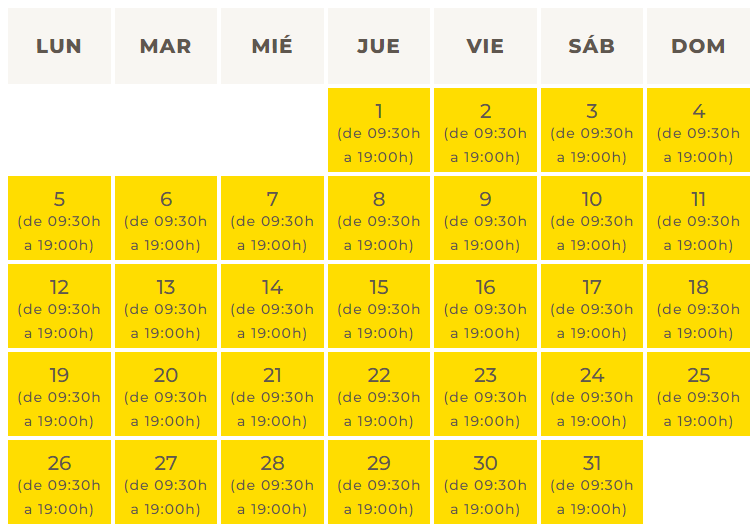 LUN MAR MIÉ JUE VIE SÁB DOM
1 2 3 4
(de 09:30h (de 09:30h (de 09:30h (de 09:30h
a 19:00h) a 19:00h) a 19:00h) a 19:00h)
5 6 7 8 9 10 11
(de 09:30h (de 09:30h (de 09:30h (de 09:30h (de 09:30h (de 09:30h (de 09:30h
a 19:00h) a 19:00h) a 19:00h) a 19:00h) a 19:00h) a 19:00h) a 19:00h)
12 13 14 15 16 17 18
(de 09:30h (de 09:30h (de 09:30h (de 09:30h (de 09:30h (de 09:30h (de 09:30h
a 19:00h) a 19:00h) a 19:00h) a 19:00h) a 19:00h) a 19:00h) a 19:00h)
19 20 21 22 23 24 25
(de 09:30h (de 09:30h (de 09:30h (de 09:30h (de 09:30h (de 09:30h (de 09:30h
a 19:00h) a 19:00h) a 19:00h) a 19:00h) a 19:00h) a 19:00h) a 19:00h)
26 27 28 29 30 31
(de 09:30h (de 09:30h (de 09:30h (de 09:30h (de 09:30h (de 09:30h
a 19:00h) a 19:00h) a 19:00h) a 19:00h) a 19:00h) a 19:00h)